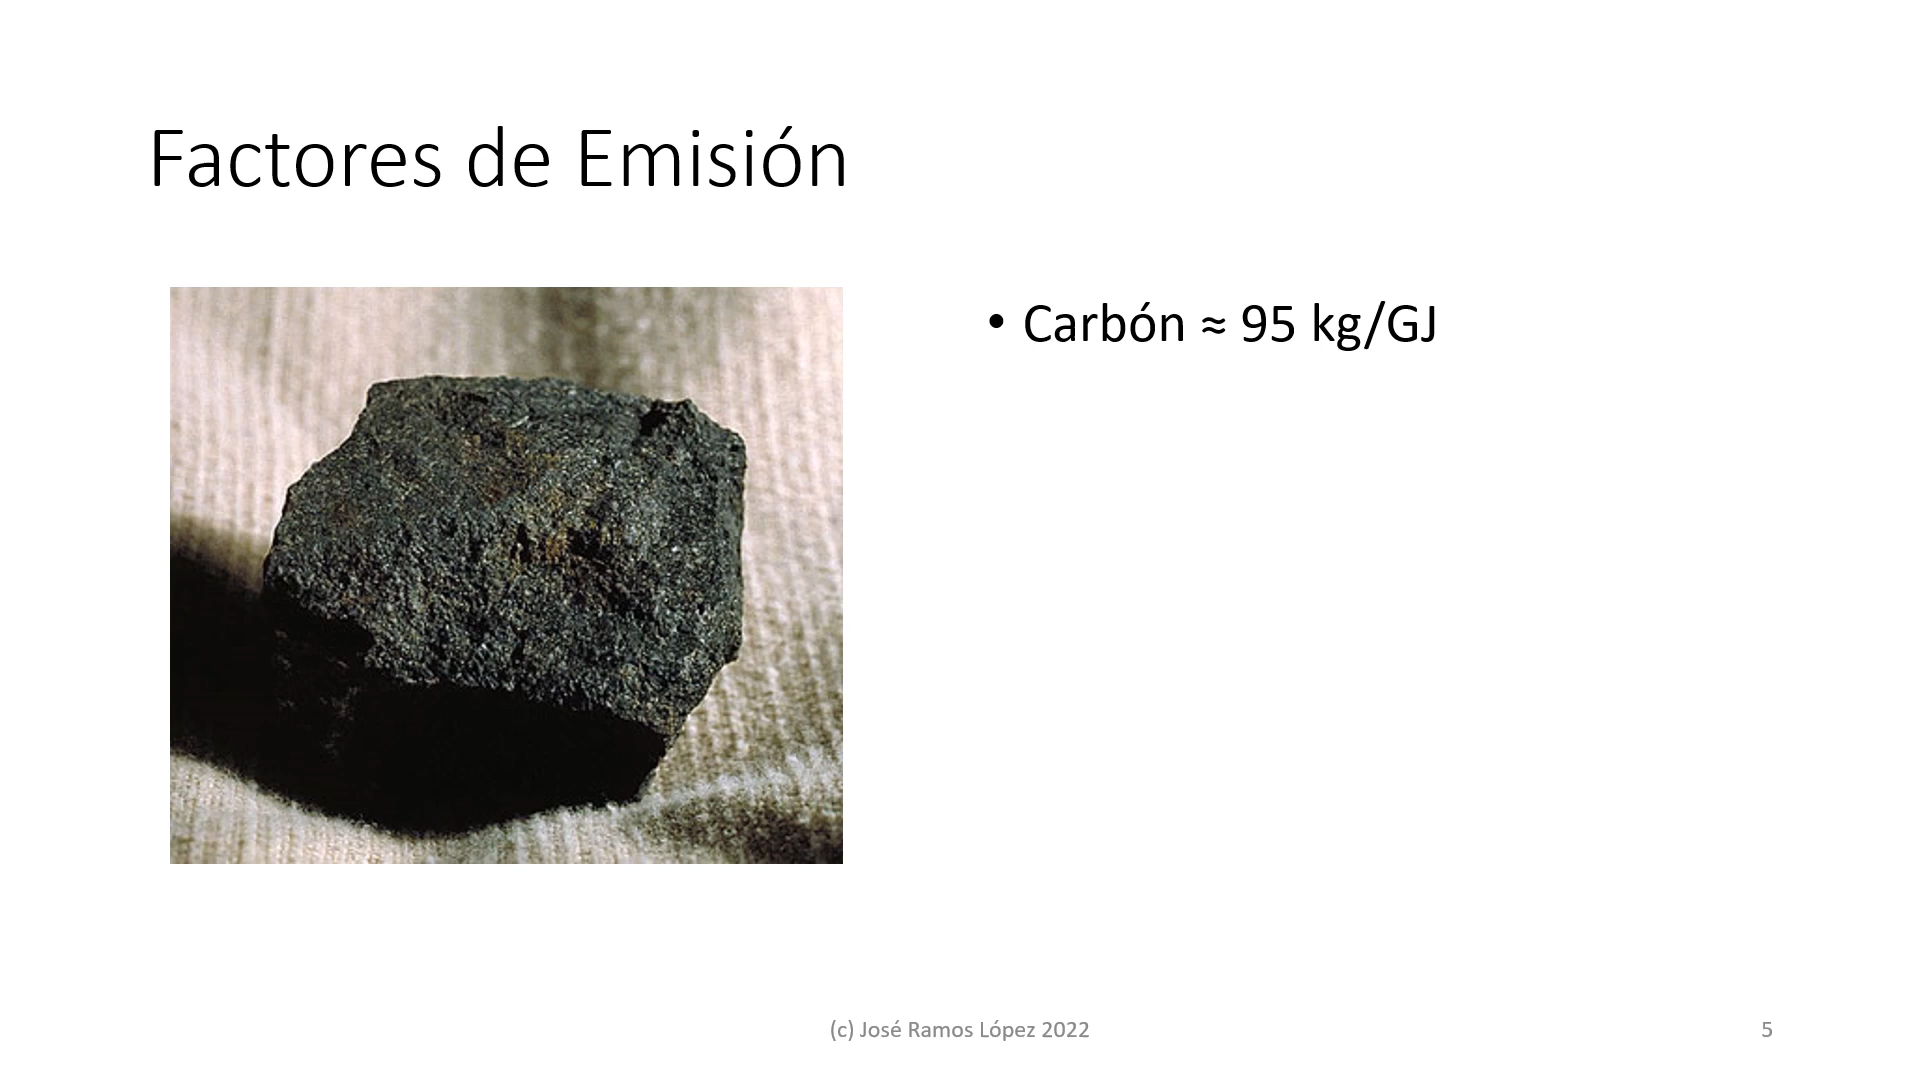 Factores de Emisión
• Carbón ≈ 95 kg/GJ
(c) José Ramos López 2022
5